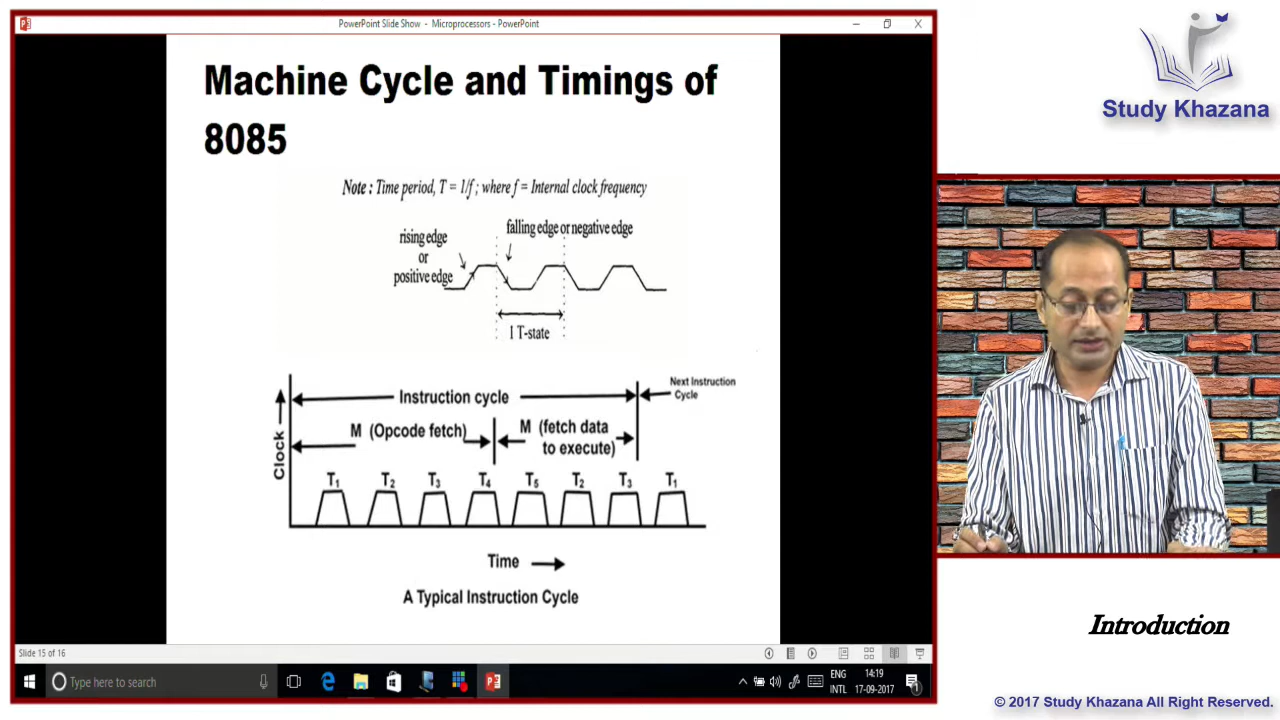 PowerPoint Slide Show - Microprocessors - PowerPoint
Study Khazana
Machine Cycle and Timings of
8085
Note : Time period, T = 1/f ; where f = Internal clock frequency
falling edge or negative edge
rising edge
or
positive edge
1 T-state
Clock
Instruction cycle
Next Instruction
Cycle
M (Opcode fetch)
M (fetch data
to execute)
T1 T2 T3 T4 T5 T2 T3 T1
Time
A Typical Instruction Cycle
Introduction
Slide 15 of 16
Type here to search
ENG
INTL
14:19
17-09-2017
1
© 2017 Study Khazana All Right Reserved.